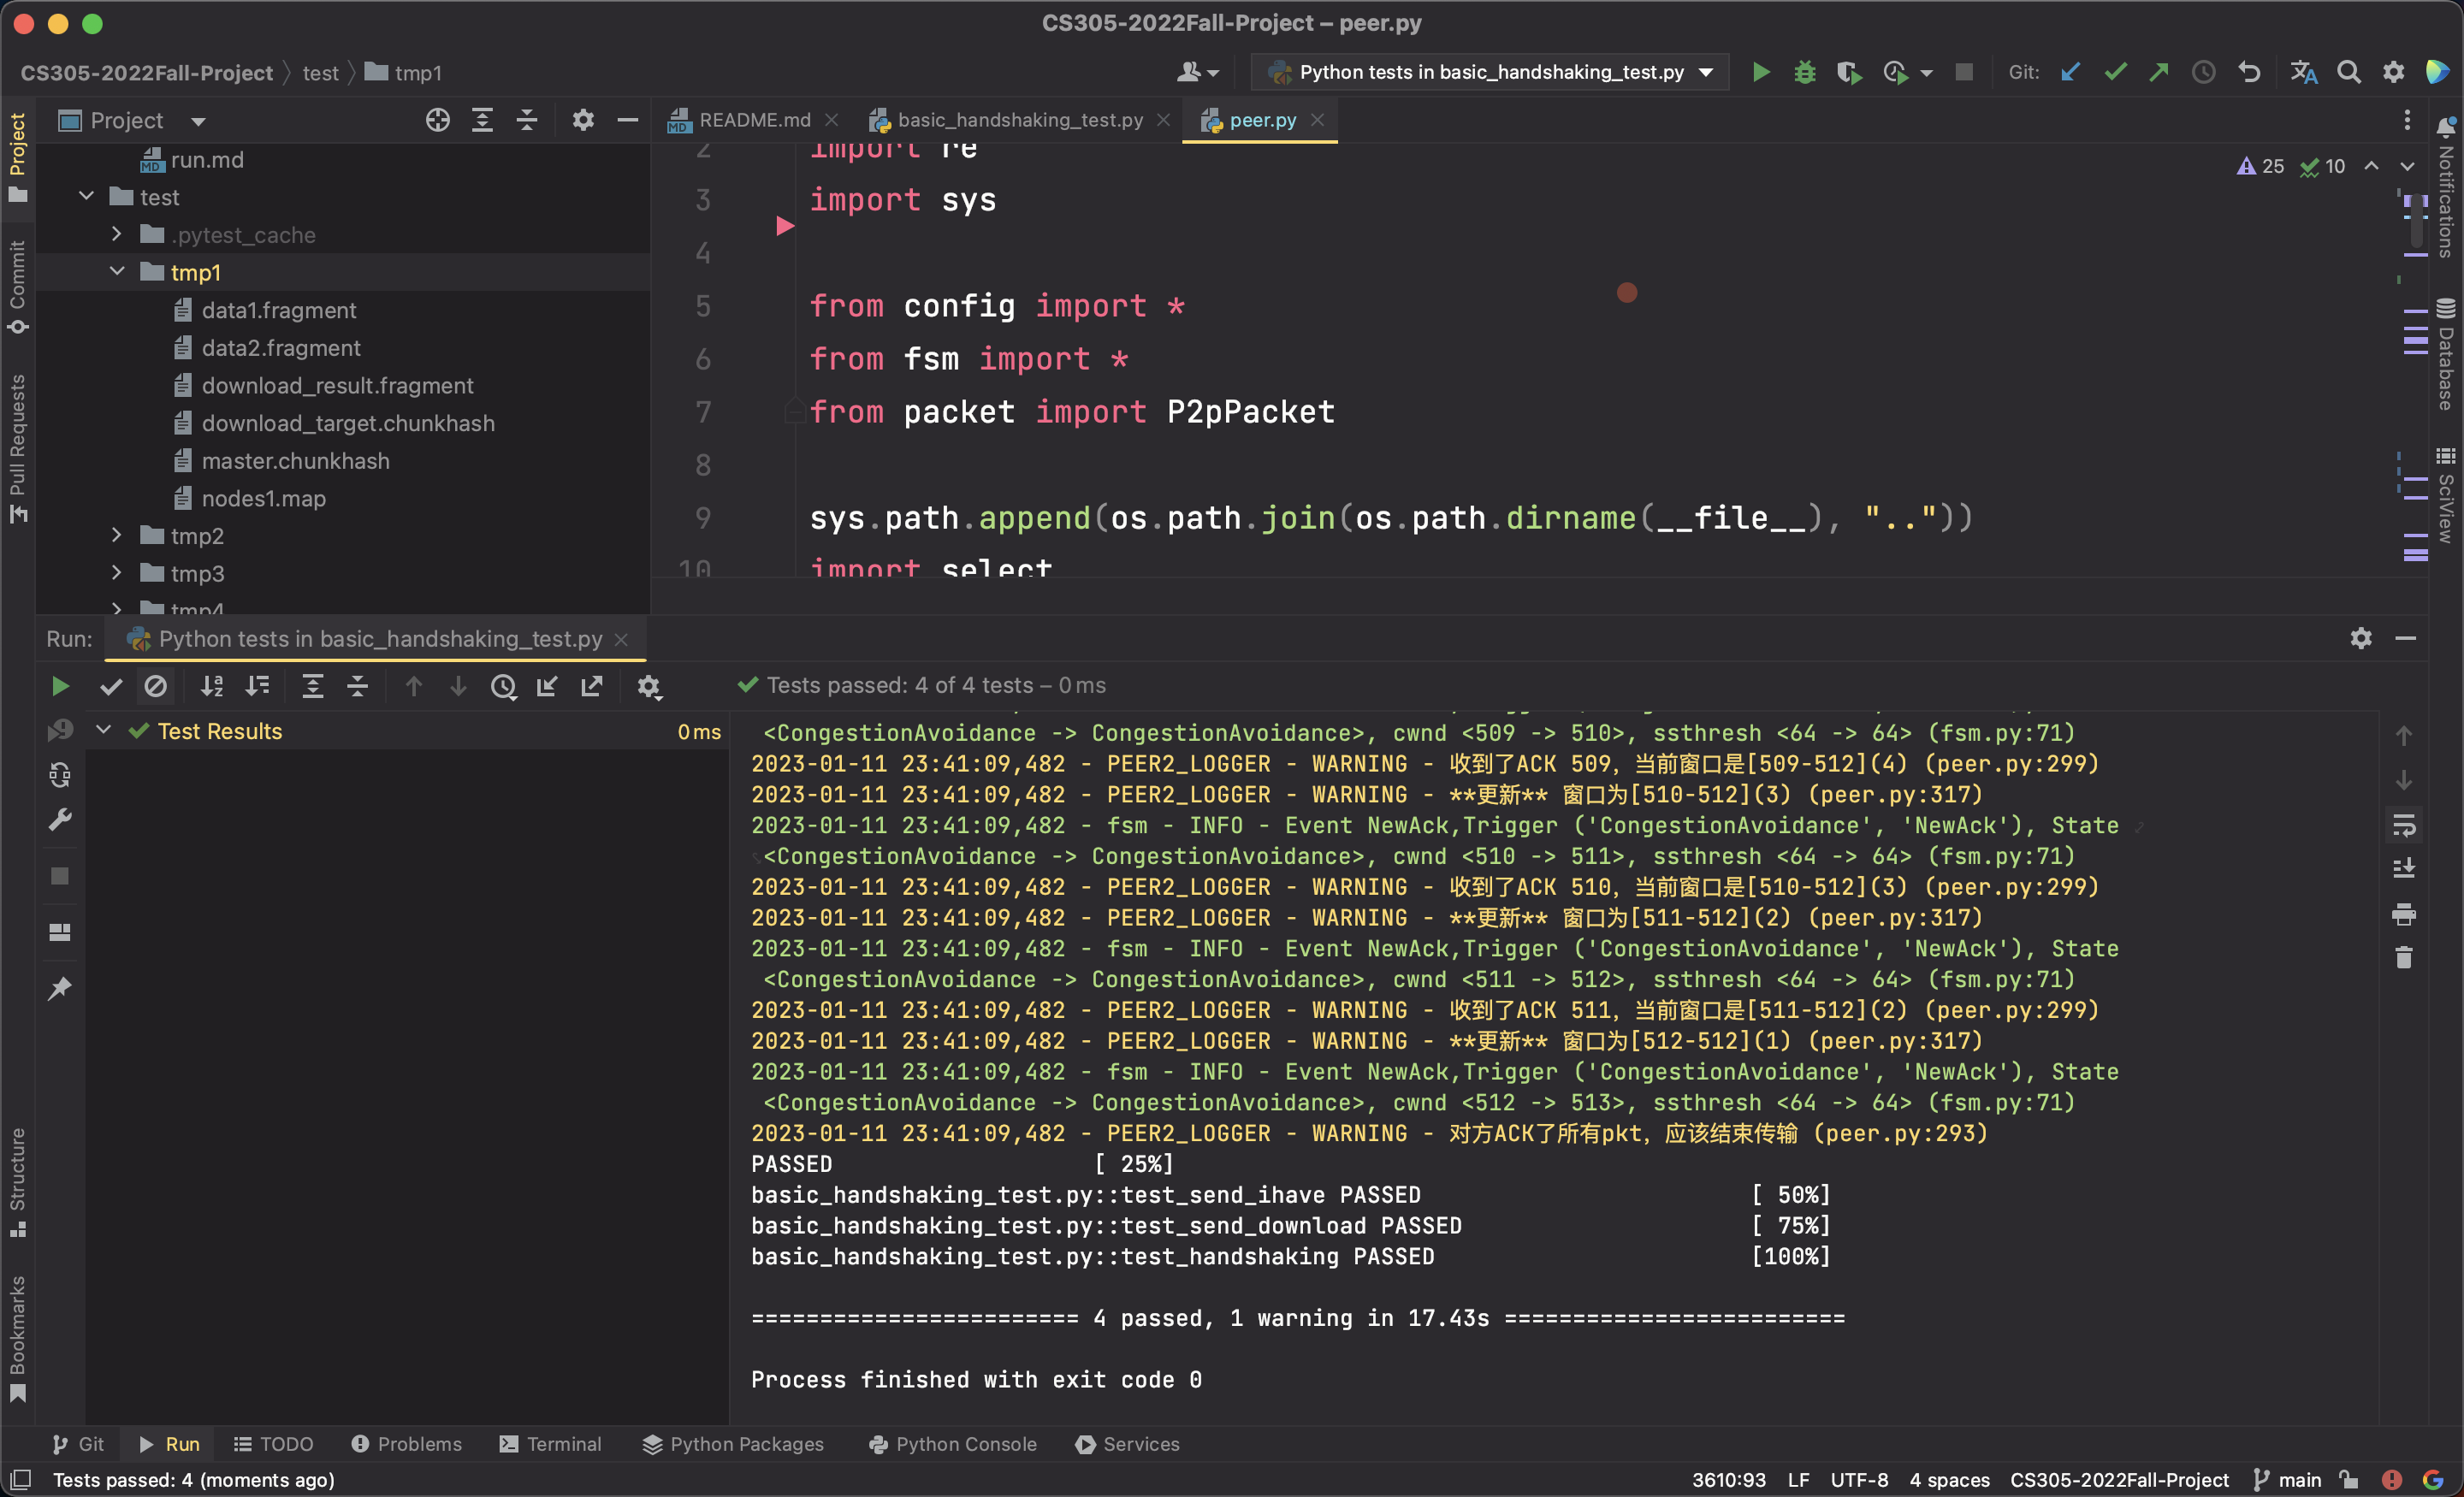 CS305-2022Fall-Project – peer.py
CS305-2022Fall-Project
test
tmp1
Python tests in basic_handshaking_test.py
Git:
Project
README.md
basic_handshaking_test.py
peer.py
Project
Commit
Pull Requests
Structure
Bookmarks
run.md
test
.pytest_cache
tmp1
data1.fragment
data2.fragment
download_result.fragment
download_target.chunkhash
master.chunkhash
nodes1.map
tmp2
tmp3
tmp4
25
10
2 import re
3 import sys
4
5 from config import *
6 from fsm import *
7 from packet import P2pPacket
8
9 sys.path.append(os.path.join(os.path.dirname(__file__), ".."))
10 import select
Notifications
Database
SciView
Run:
Python tests in basic_handshaking_test.py
Tests passed: 4 of 4 tests – 0 ms
Test Results
0 ms
<CongestionAvoidance -> CongestionAvoidance>, cwnd <509 -> 510>, ssthresh <64 -> 64> (fsm.py:71)
2023-01-11 23:41:09,482 - PEER2_LOGGER - WARNING - 收到了ACK 509, 当前窗口是[509-512](4) (peer.py:299)
2023-01-11 23:41:09,482 - PEER2_LOGGER - WARNING - **更新** 窗口为[510-512](3) (peer.py:317)
2023-01-11 23:41:09,482 - fsm - INFO - Event NewAck,Trigger ('CongestionAvoidance', 'NewAck'), State
<CongestionAvoidance -> CongestionAvoidance>, cwnd <510 -> 511>, ssthresh <64 -> 64> (fsm.py:71)
2023-01-11 23:41:09,482 - PEER2_LOGGER - WARNING - 收到了ACK 510, 当前窗口是[510-512](3) (peer.py:299)
2023-01-11 23:41:09,482 - PEER2_LOGGER - WARNING - **更新** 窗口为[511-512](2) (peer.py:317)
2023-01-11 23:41:09,482 - fsm - INFO - Event NewAck,Trigger ('CongestionAvoidance', 'NewAck'), State
<CongestionAvoidance -> CongestionAvoidance>, cwnd <511 -> 512>, ssthresh <64 -> 64> (fsm.py:71)
2023-01-11 23:41:09,482 - PEER2_LOGGER - WARNING - 收到了ACK 511, 当前窗口是[511-512](2) (peer.py:299)
2023-01-11 23:41:09,482 - PEER2_LOGGER - WARNING - **更新** 窗口为[512-512](1) (peer.py:317)
2023-01-11 23:41:09,482 - fsm - INFO - Event NewAck,Trigger ('CongestionAvoidance', 'NewAck'), State
<CongestionAvoidance -> CongestionAvoidance>, cwnd <512 -> 513>, ssthresh <64 -> 64> (fsm.py:71)
2023-01-11 23:41:09,482 - PEER2_LOGGER - WARNING - 对方ACK了所有pkt, 应该结束传输 (peer.py:293)
PASSED [ 25%]
basic_handshaking_test.py::test_send_ihave PASSED [ 50%]
basic_handshaking_test.py::test_send_download PASSED [ 75%]
basic_handshaking_test.py::test_handshaking PASSED [100%]
======================== 4 passed, 1 warning in 17.43s =========================
Process finished with exit code 0
Git
Run
TODO
Problems
Terminal
Python Packages
Python Console
Services
Tests passed: 4 (moments ago)
3610:93 LF UTF-8 4 spaces CS305-2022Fall-Project main